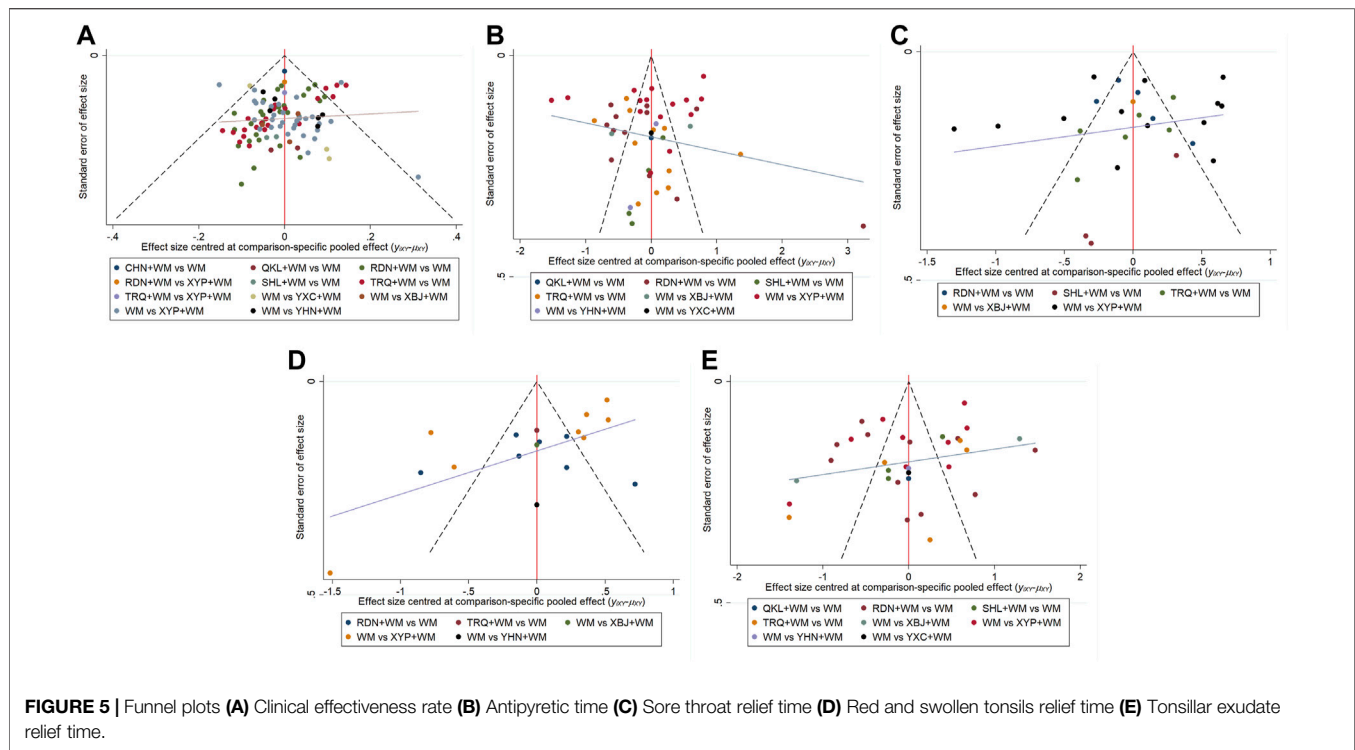 A
0
Standard error of effect size
-.4 -.2 0 .2 .4
Effect size centred at comparison-specific pooled effect (yiXY-μXY)
CHN+WM vs WM QKL+WM vs WM RDN+WM vs WM
RDN+WM vs XYP+WM SHL+WM vs WM TRQ+WM vs WM
TRQ+WM vs XYP+WM WM vs YXC+WM WM vs XBJ+WM
WM vs XYP+WM WM vs YHN+WM
B
0
Standard error of effect size
.5
-2 -1 0 1 2 3
Effect size centred at comparison-specific pooled effect (yiXY-μXY)
QKL+WM vs WM RDN+WM vs WM SHL+WM vs WM
TRQ+WM vs WM WM vs XBJ+WM WM vs XYP+WM
WM vs YHN+WM WM vs YXC+WM
C
0
Standard error of effect size
.5
-1.5 -1 -.5 0 .5 1
Effect size centred at comparison-specific pooled effect (yiXY-μXY)
RDN+WM vs WM SHL+WM vs WM TRQ+WM vs WM
WM vs XBJ+WM WM vs XYP+WM
D
0
Standard error of effect size
.5
-1.5 -1 -.5 0 .5 1
Effect size centred at comparison-specific pooled effect (yiXY-μXY)
RDN+WM vs WM TRQ+WM vs WM WM vs XBJ+WM
WM vs XYP+WM WM vs YHN+WM
E
0
Standard error of effect size
.5
-2 -1 0 1 2
Effect size centred at comparison-specific pooled effect (yiXY-μXY)
QKL+WM vs WM RDN+WM vs WM SHL+WM vs WM
TRQ+WM vs WM WM vs XBJ+WM WM vs XYP+WM
WM vs YHN+WM WM vs YXC+WM
FIGURE 5 | Funnel plots (A) Clinical effectiveness rate (B) Antipyretic time (C) Sore throat relief time (D) Red and swollen tonsils relief time (E) Tonsillar exudate
relief time.